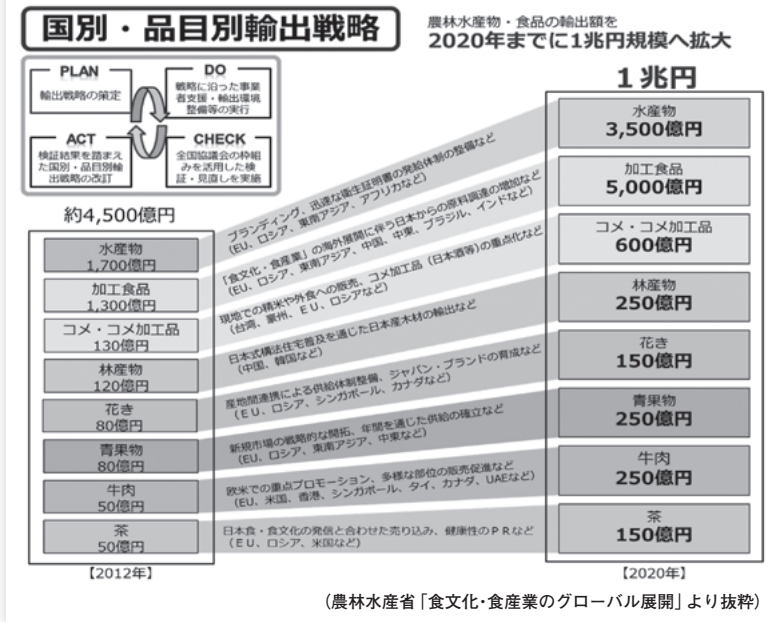 国別・品目別輸出戦略
農林水産物・食品の輸出額を
2020年までに1兆円規模へ拡大
PLAN
輸出戦略の策定
DO
戦略に沿った事業
者支援・輸出環境
整備等の実行
ACT
検証結果を踏まえ
た国別・品目別輸
出戦略の改訂
CHECK
全国協議会の枠組
みを活用した検
証・見直しを実施
約4,500億円
水産物
1,700億円
加工食品
1,300億円
コメ・コメ加工品
130億円
林産物
120億円
花き
80億円
青果物
80億円
牛肉
50億円
茶
50億円
【2012年】
ブランディング、迅速な衛生証明書の発給体制の整備など
(EU、ロシア、東南アジア、アフリカなど)
「食文化・食産業」の海外展開に伴う日本からの原料調達の増加など
(EU、ロシア、東南アジア、中国、中東、ブラジル、インドなど)
現地での精米や外食への販売、コメ加工品(日本酒等)の重点化など
(台湾、豪州、EU、ロシアなど)
日本式構法住宅普及を通じた日本産木材の輸出など
(中国、韓国など)
産地間連携による供給体制整備、ジャパン・ブランドの育成など
(EU、ロシア、シンガポール、カナダなど)
新規市場の戦略的な開拓、年間を通じた供給の確立など
(EU、ロシア、東南アジア、中東など)
欧米での重点プロモーション、多様な部位の販売促進など
(EU、米国、香港、シンガポール、タイ、カナダ、UAEなど)
日本食・食文化の発信と合わせた売り込み、健康性のPRなど
(EU、ロシア、米国など)
1兆円
水産物
3,500億円
加工食品
5,000億円
コメ・コメ加工品
600億円
林産物
250億円
花き
150億円
青果物
250億円
牛肉
250億円
茶
150億円
【2020年】
(農林水産省「食文化・食産業のグローバル展開」より抜粋)